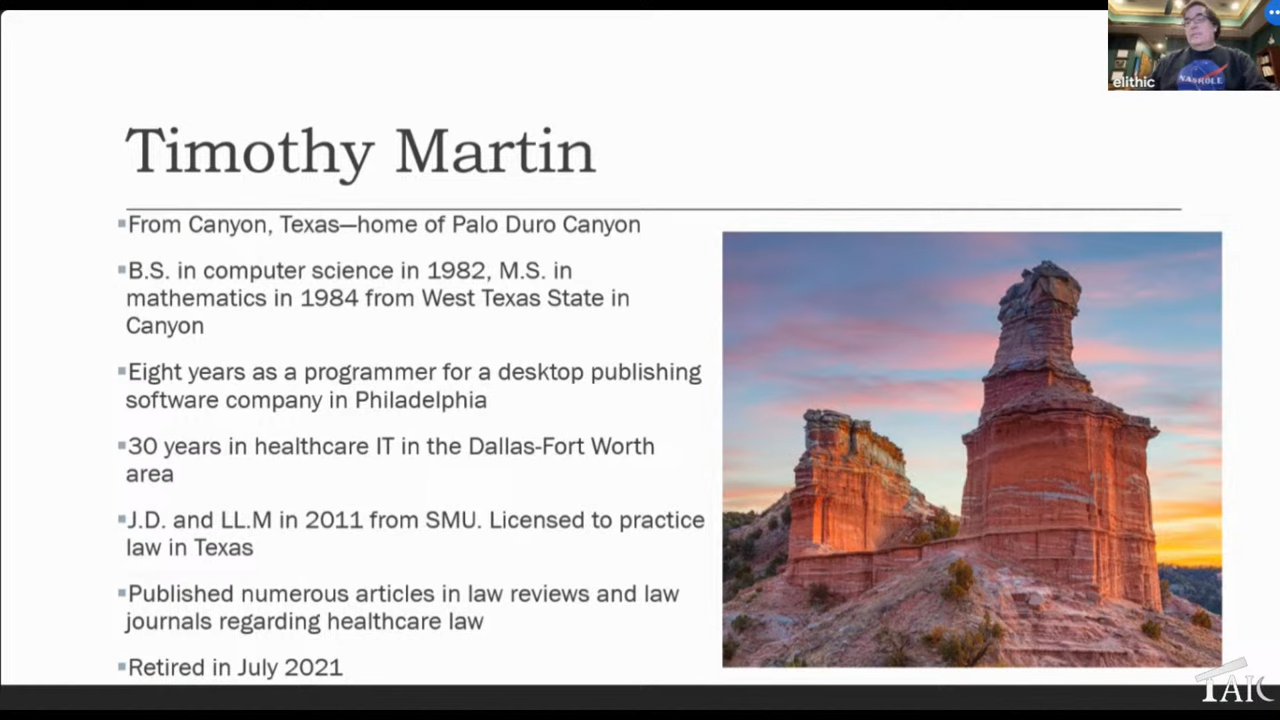 elithic
Timothy Martin
▪From Canyon, Texas—home of Palo Duro Canyon
▪B.S. in computer science in 1982, M.S. in
mathematics in 1984 from West Texas State in
Canyon
▪Eight years as a programmer for a desktop publishing
software company in Philadelphia
▪30 years in healthcare IT in the Dallas-Fort Worth
area
▪J.D. and LL.M in 2011 from SMU. Licensed to practice
law in Texas
▪Published numerous articles in law reviews and law
journals regarding healthcare law
▪Retired in July 2021